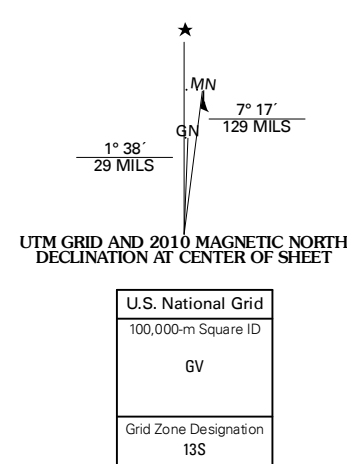 MN
GN
7° 17´
129 MILS
1° 38´
29 MILS
UTM GRID AND 2010 MAGNETIC NORTH
DECLINATION AT CENTER OF SHEET
U.S. National Grid
100,000-m Square ID
GV
Grid Zone Designation
13S